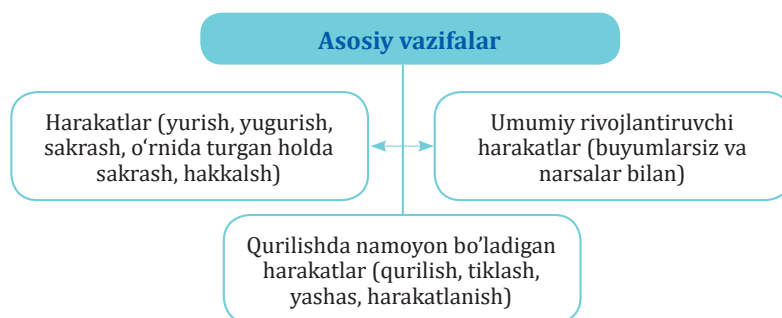 Asosiy vazifalar
Harakatlar (yurish, yugurish,
sakrash, o‘rnida turgan holda
sakrash, hakkalsh)
Umumiy rivojlantiruvchi
harakatlar (buyumlarsiz va
narsalar bilan)
Qurilishda namoyon bo’ladigan
harakatlar (qurilish, tiklash,
yashas, harakatlanish)